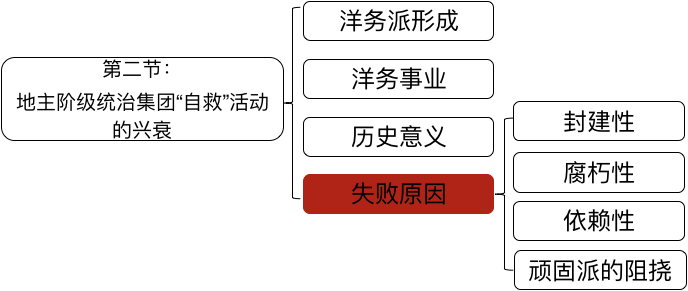 第二节：
地主阶级统治集团“自救”活动
的兴衰
洋务派形成
洋务事业
历史意义
失败原因
封建性
腐朽性
依赖性
顽固派的阻挠